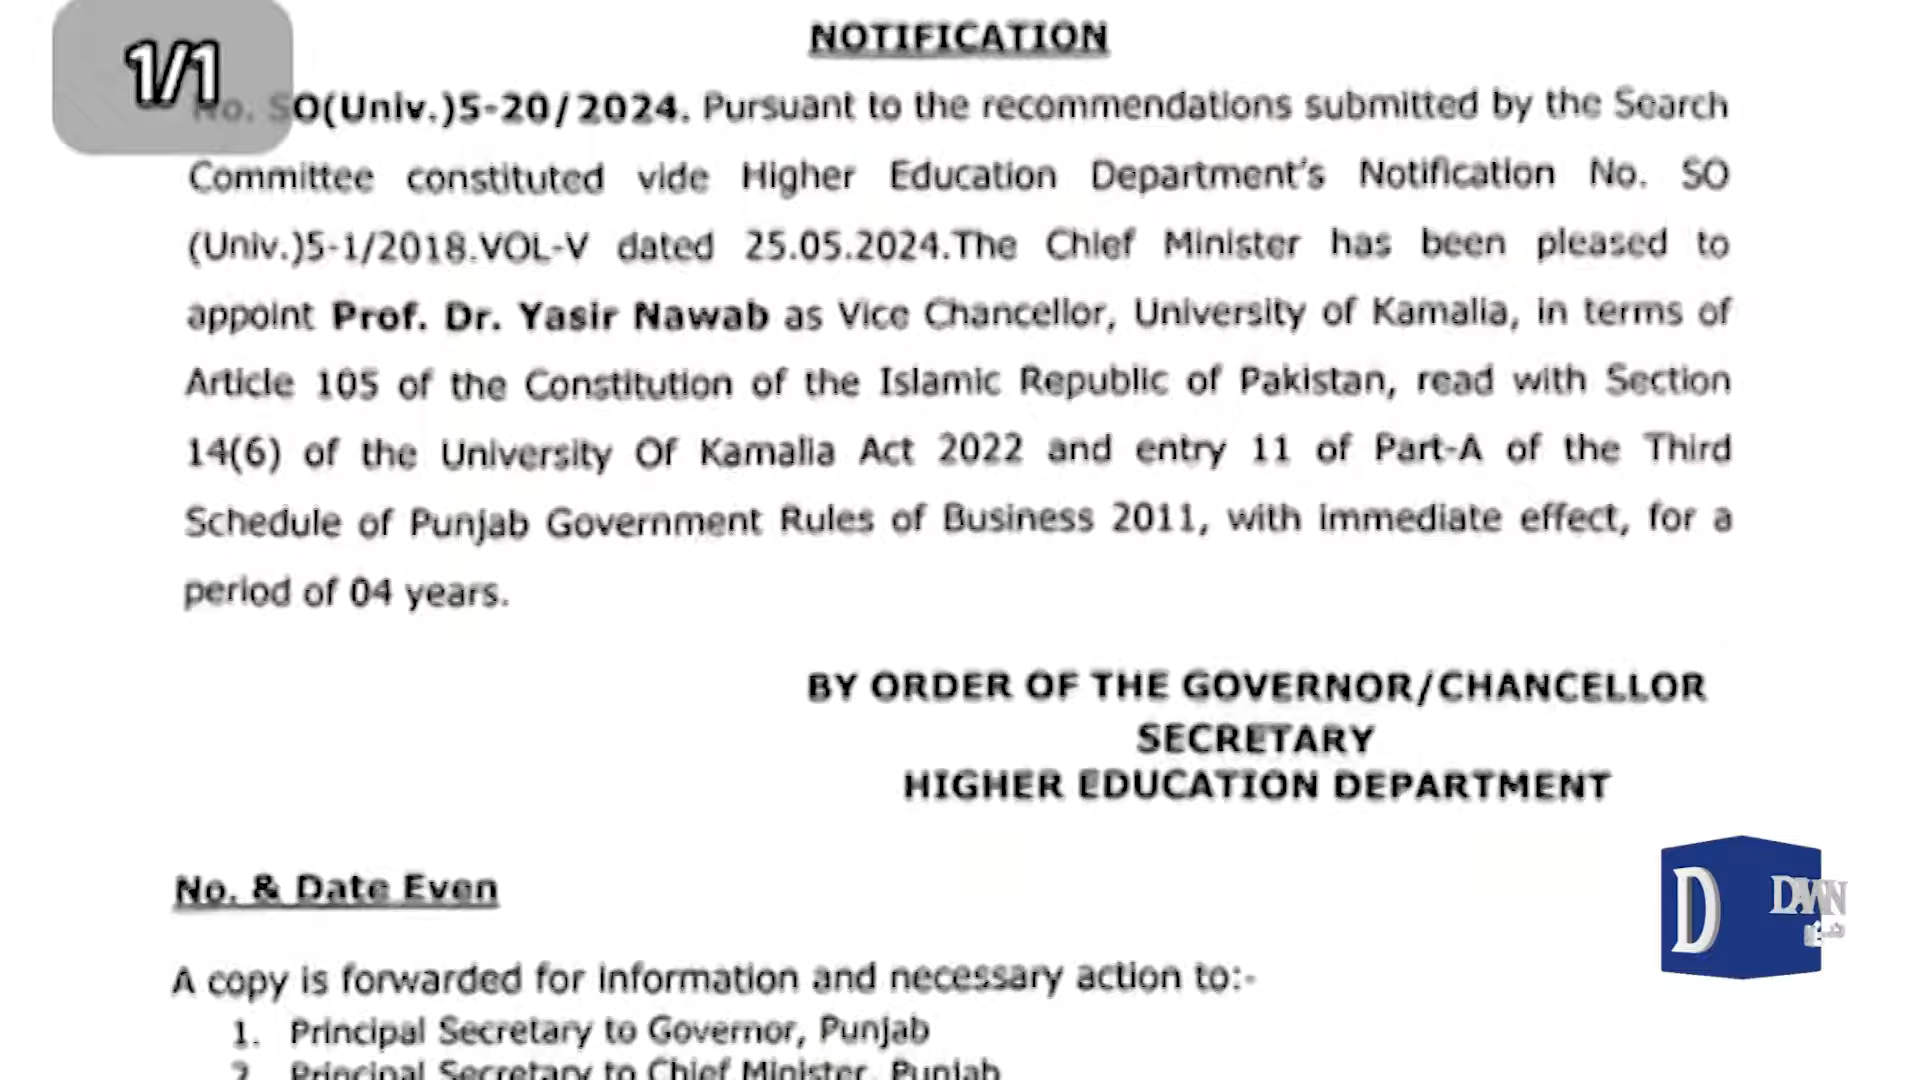 NOTIFICATION
1/1
No. SO(Univ.)5-20/2024. Pursuant to the recommendations submitted by the Search
Committee constituted vide Higher Education Department's Notification No. SO
(Univ.)5-1/2018.VOL-V dated 25.05.2024.The Chief Minister has been pleased to
appoint Prof. Dr. Yasir Nawab as Vice Chancellor, University of Kamalia, in terms of
Article 105 of the Constitution of the Islamic Republic of Pakistan, read with Section
14(6) of the University Of Kamalia Act 2022 and entry 11 of Part-A of the Third
Schedule of Punjab Government Rules of Business 2011, with immediate effect, for a
period of 04 years.
BY ORDER OF THE GOVERNOR/CHANCELLOR
SECRETARY
HIGHER EDUCATION DEPARTMENT
No. & Date Even
D
DAWN
A copy is forwarded for information and necessary action to:-
1. Principal Secretary to Governor, Punjab
2. Principal Secretary to Chief Minister, Punjab